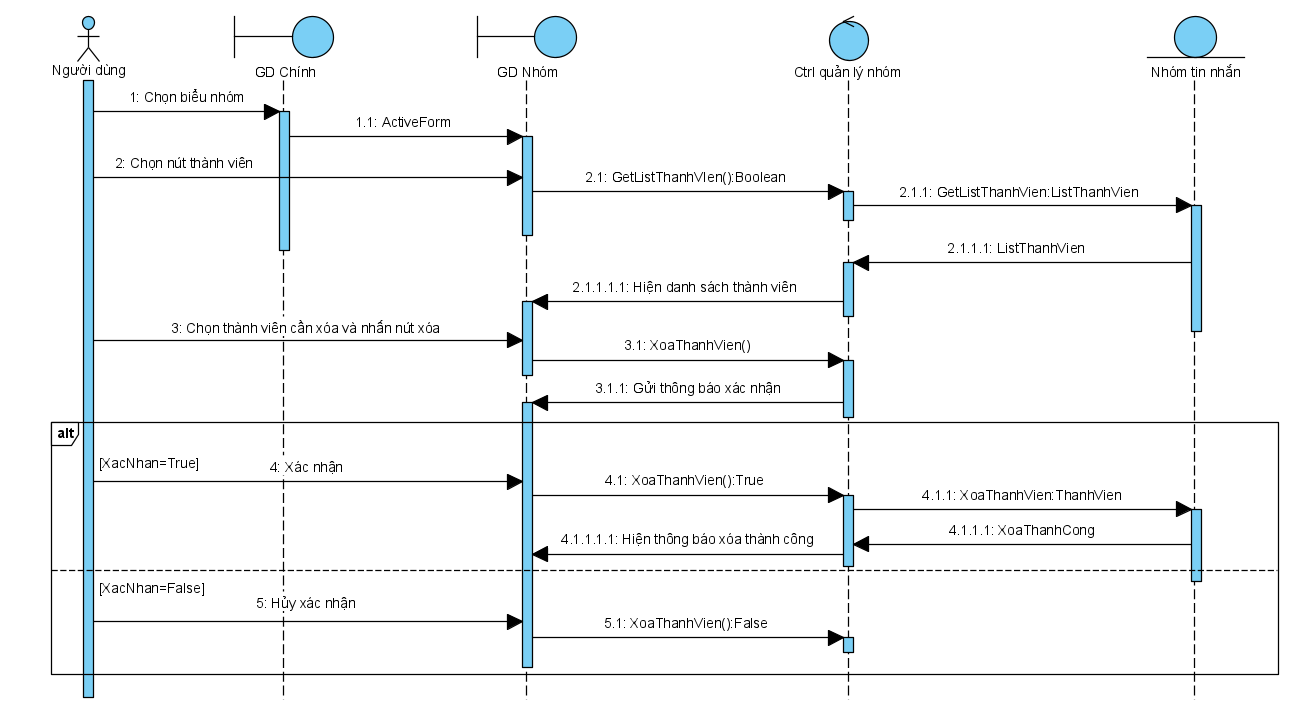 Người dùng
GD Chính
GD Nhóm
Ctrl quản lý nhóm
Nhóm tin nhắn
1: Chọn biểu nhóm
1.1: ActiveForm
2: Chọn nút thành viên
2.1: GetListThanhVIen():Boolean
2.1.1: GetListThanhVien:ListThanhVien
2.1.1.1: ListThanhVien
2.1.1.1.1: Hiện danh sách thành viên
3: Chọn thành viên cần xóa và nhấn nút xóa
3.1: XoaThanhVien()
3.1.1: Gửi thông báo xác nhận
alt
[XacNhan=True]
4: Xác nhận
4.1: XoaThanhVien():True
4.1.1: XoaThanhVien:ThanhVien
4.1.1.1: XoaThanhCong
4.1.1.1.1: Hiện thông báo xóa thành công
[XacNhan=False]
5: Hủy xác nhận
5.1: XoaThanhVien():False